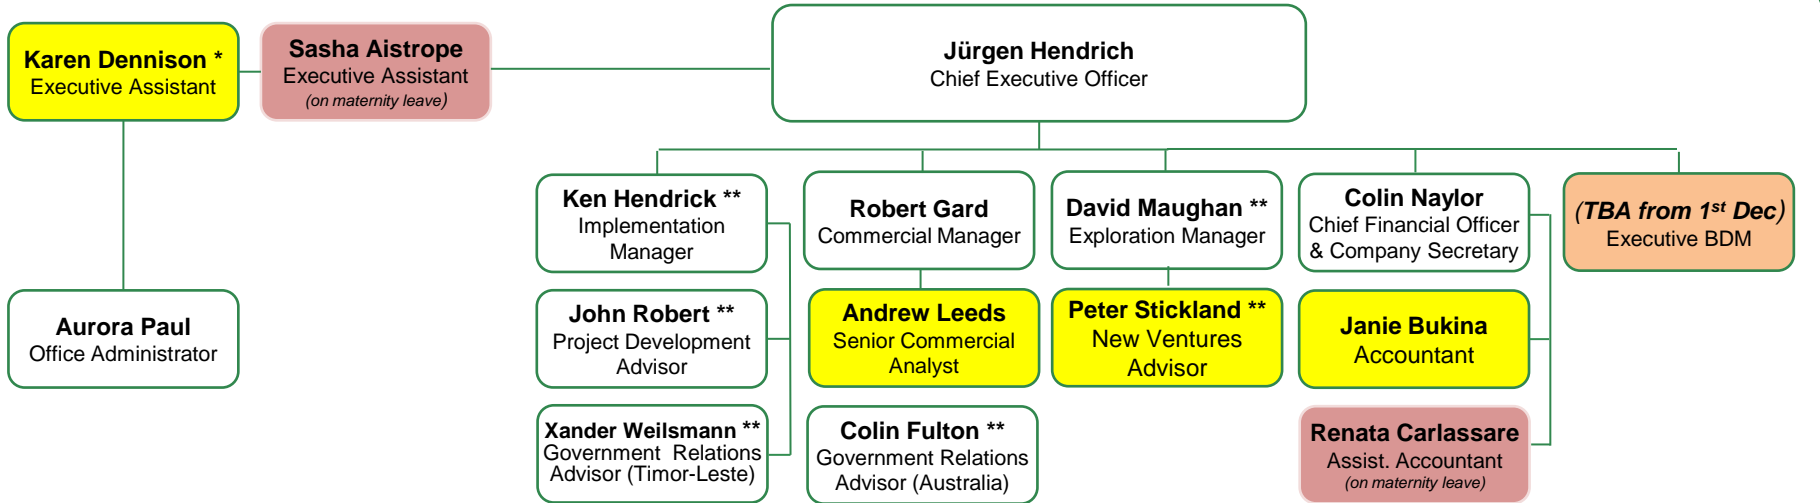 Karen Dennison *
Executive Assistant
Sasha Aistrope
Executive Assistant
(on maternity leave)
Jürgen Hendrich
Chief Executive Officer
Ken Hendrick **
Implementation
Manager
Robert Gard
Commercial Manager
David Maughan **
Exploration Manager
Colin Naylor
Chief Financial Officer
& Company Secretary
(TBA from 1st Dec)
Executive BDM
Aurora Paul
Office Administrator
John Robert **
Project Development
Advisor
Andrew Leeds
Senior Commercial
Analyst
Peter Stickland **
New Ventures
Advisor
Janie Bukina
Accountant
Xander Weilsmann **
Government Relations
Advisor (Timor-Leste)
Colin Fulton **
Government Relations
Advisor (Australia)
Renata Carlassare
Assist. Accountant
(on maternity leave)